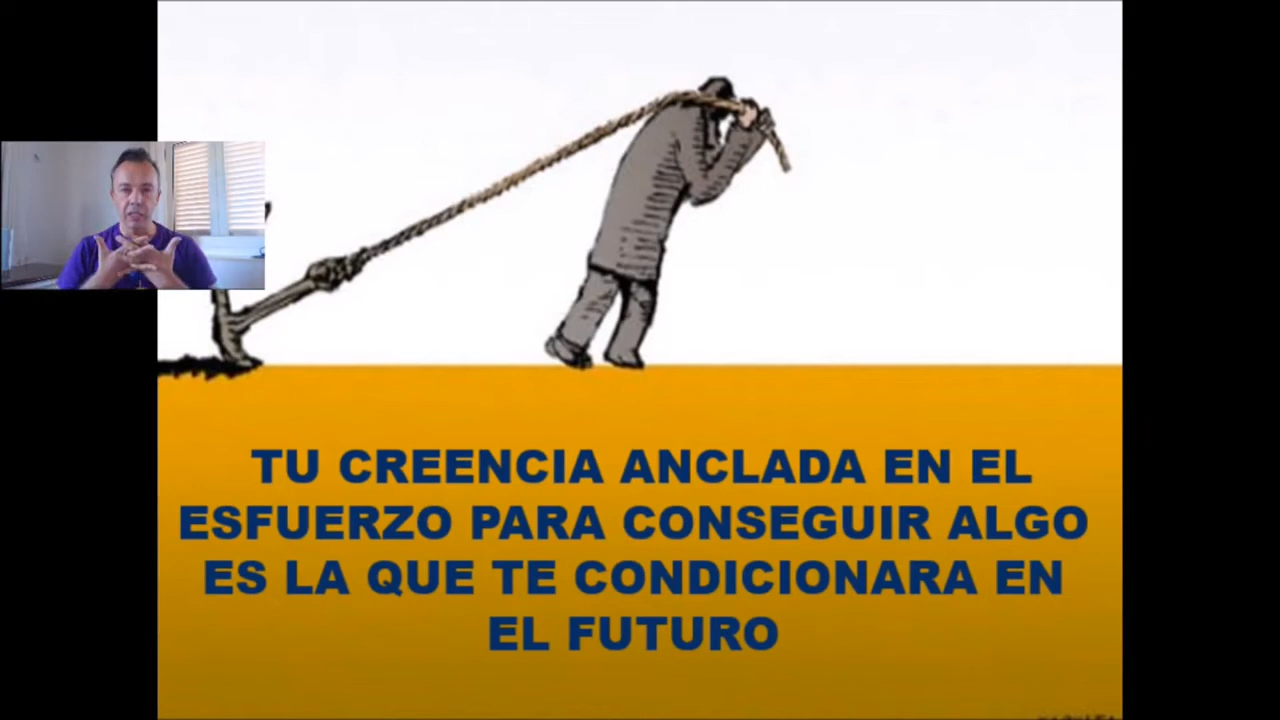 TU CREENCIA ANCLADA EN EL
ESFUERZO PARA CONSEGUIR ALGO
ES LA QUE TE CONDICIONARA EN
EL FUTURO